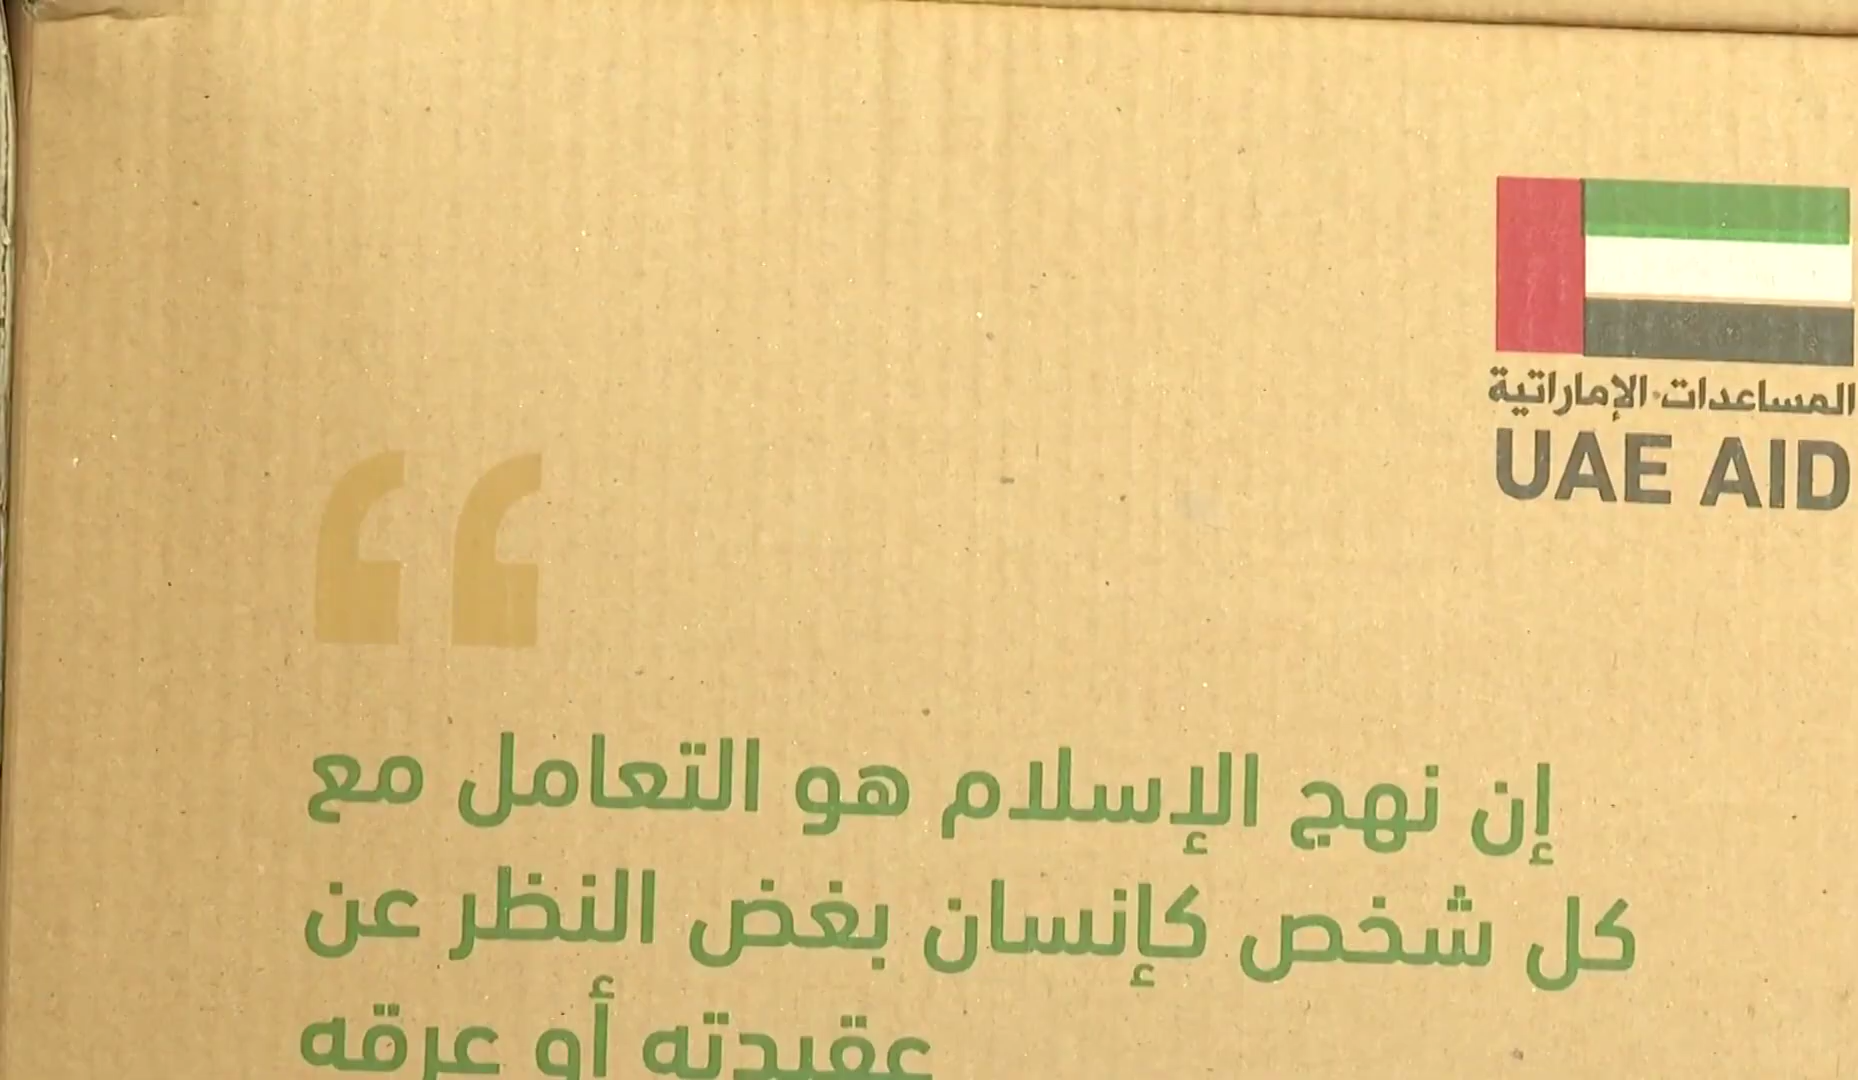 المساعدات الإماراتية
UAE AID
إن نهج الإسلام هو التعامل مع
كل شخص كإنسان بغض النظر عن
عقيدته أو عرقه